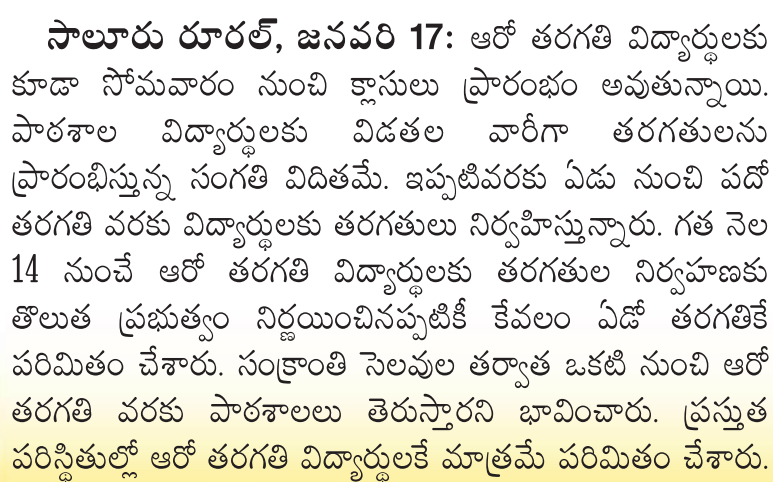 సాలూరు రూరల్, జనవరి 17: ఆరో తరగతి విద్యార్థులకు
కూడా సోమవారం నుంచి క్లాసులు ప్రారంభం అవుతున్నాయి.
పాఠశాల విద్యార్థులకు విడతల వారీగా తరగతులను
ప్రారంభిస్తున్న సంగతి విదితమే. ఇప్పటివరకు ఏడు నుంచి పదో
తరగతి వరకు విద్యార్థులకు తరగతులు నిర్వహిస్తున్నారు. గత నెల
14 నుంచే ఆరో తరగతి విద్యార్థులకు తరగతుల నిర్వహణకు
తొలుత ప్రభుత్వం నిర్ణయించినప్పటికీ కేవలం ఏడో తరగతికే
పరిమితం చేశారు. సంక్రాంతి సెలవుల తర్వాత ఒకటి నుంచి ఆరో
తరగతి వరకు పాఠశాలలు తెరుస్తారని భావించారు. ప్రస్తుత
పరిస్థితుల్లో ఆరో తరగతి విద్యార్థులకే మాత్రమే పరిమితం చేశారు.